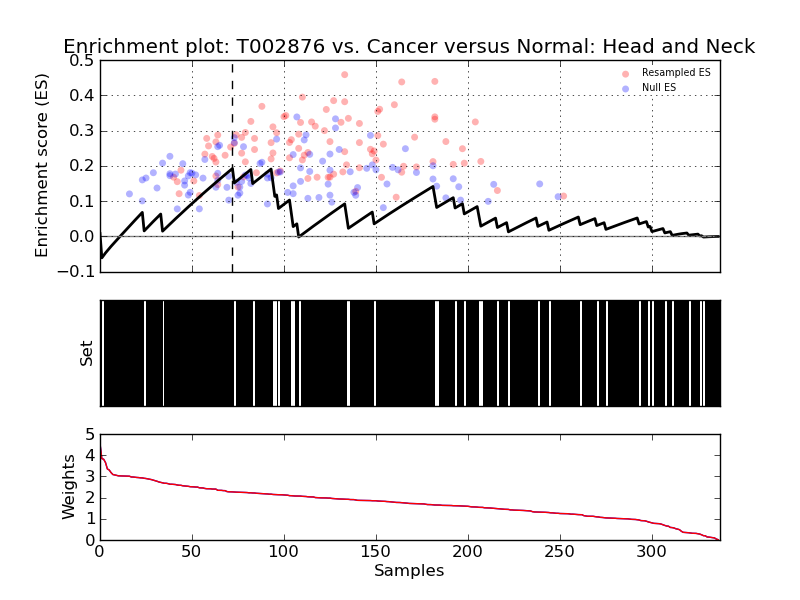 Enrichment plot: T002876 vs. Cancer versus Normal: Head and Neck
0.5
0.4
0.3
0.2
0.1
0.0
−0.1
Enrichment score (ES)
Resampled ES
Null ES
Set
5
4
3
2
1
0
Weights
0 50 100 150 200 250 300
Samples